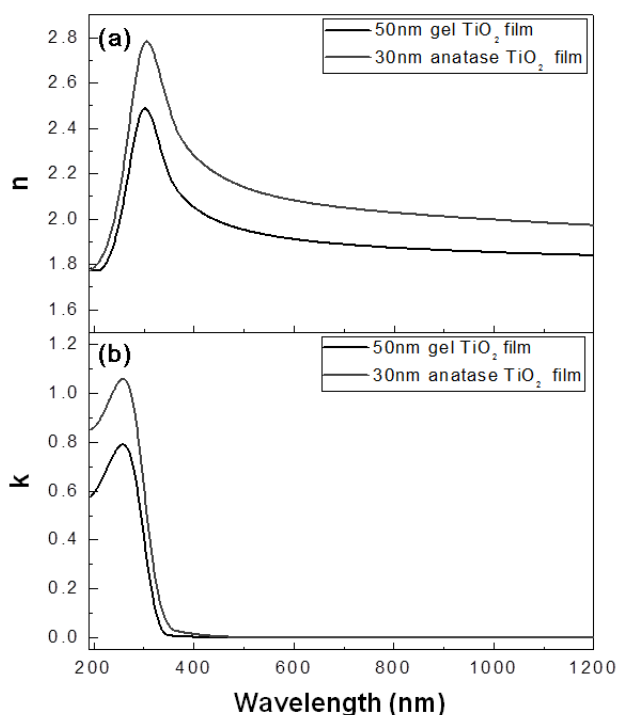 (a)
50nm gel TiO₂ film
30nm anatase TiO₂ film
2.8
2.6
2.4
2.2
2.0
1.8
1.6
n
(b)
50nm gel TiO₂ film
30nm anatase TiO₂ film
1.2
1.0
0.8
0.6
0.4
0.2
0.0
k
200 400 600 800 1000 1200
Wavelength (nm)